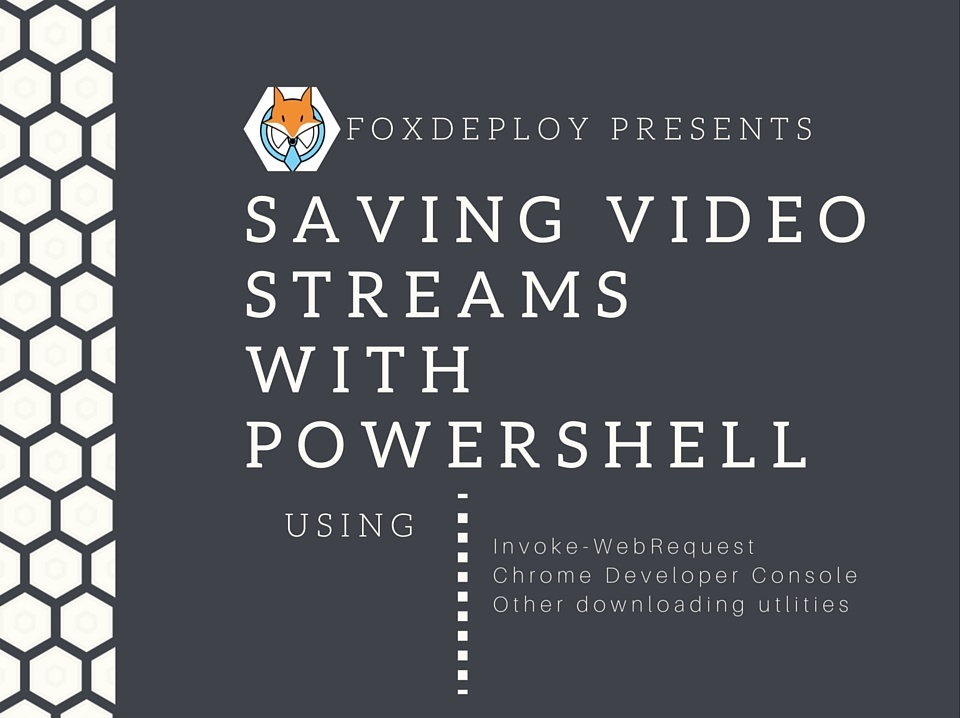 FOXDEPLOY PRESENTS
SAVING VIDEO
STREAMS
WITH
POWERSHELL
USING
Invoke-WebRequest
Chrome Developer Console
Other downloading utlities